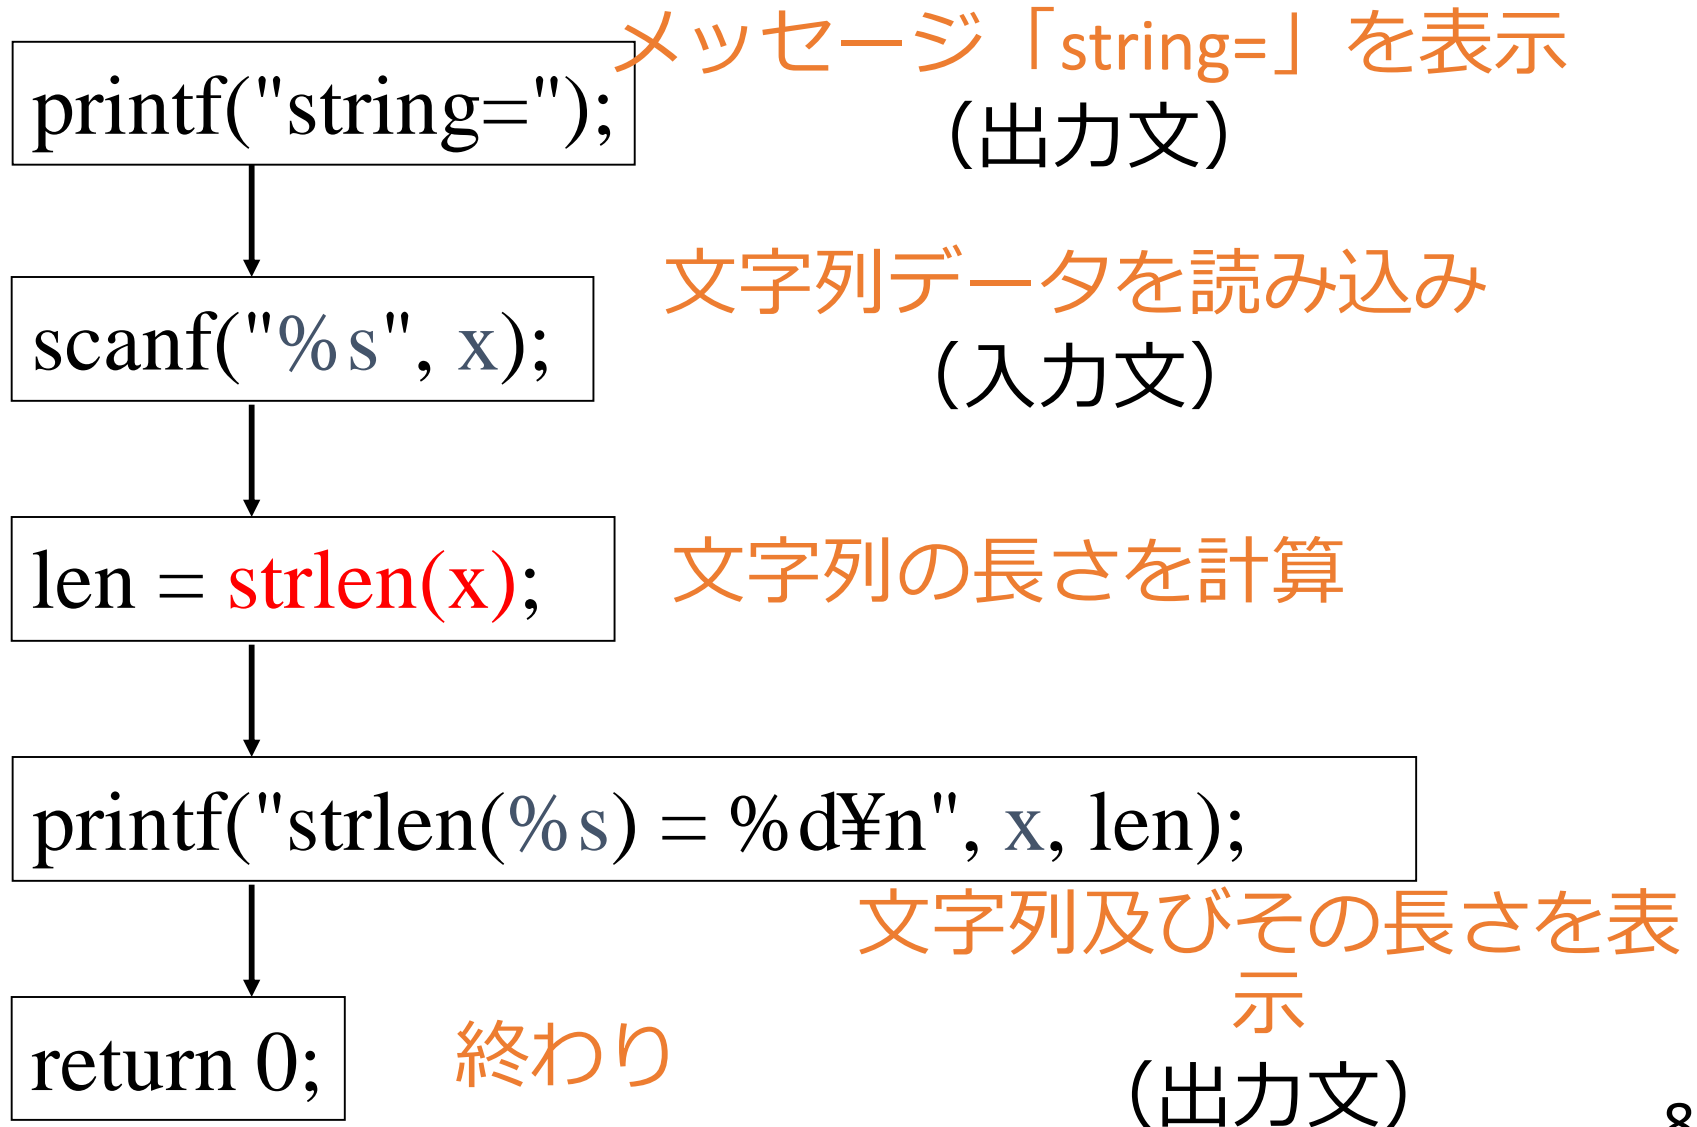 メッセージ「string=」を表示
printf("string=");
（出力文）
文字列データを読み込み
scanf("%s", x);
（入力文）
len = strlen(x);
文字列の長さを計算
printf("strlen(%s) = %d¥n", x, len);
文字列及びその長さを表
示
（出力文）
return 0;
終わり
8